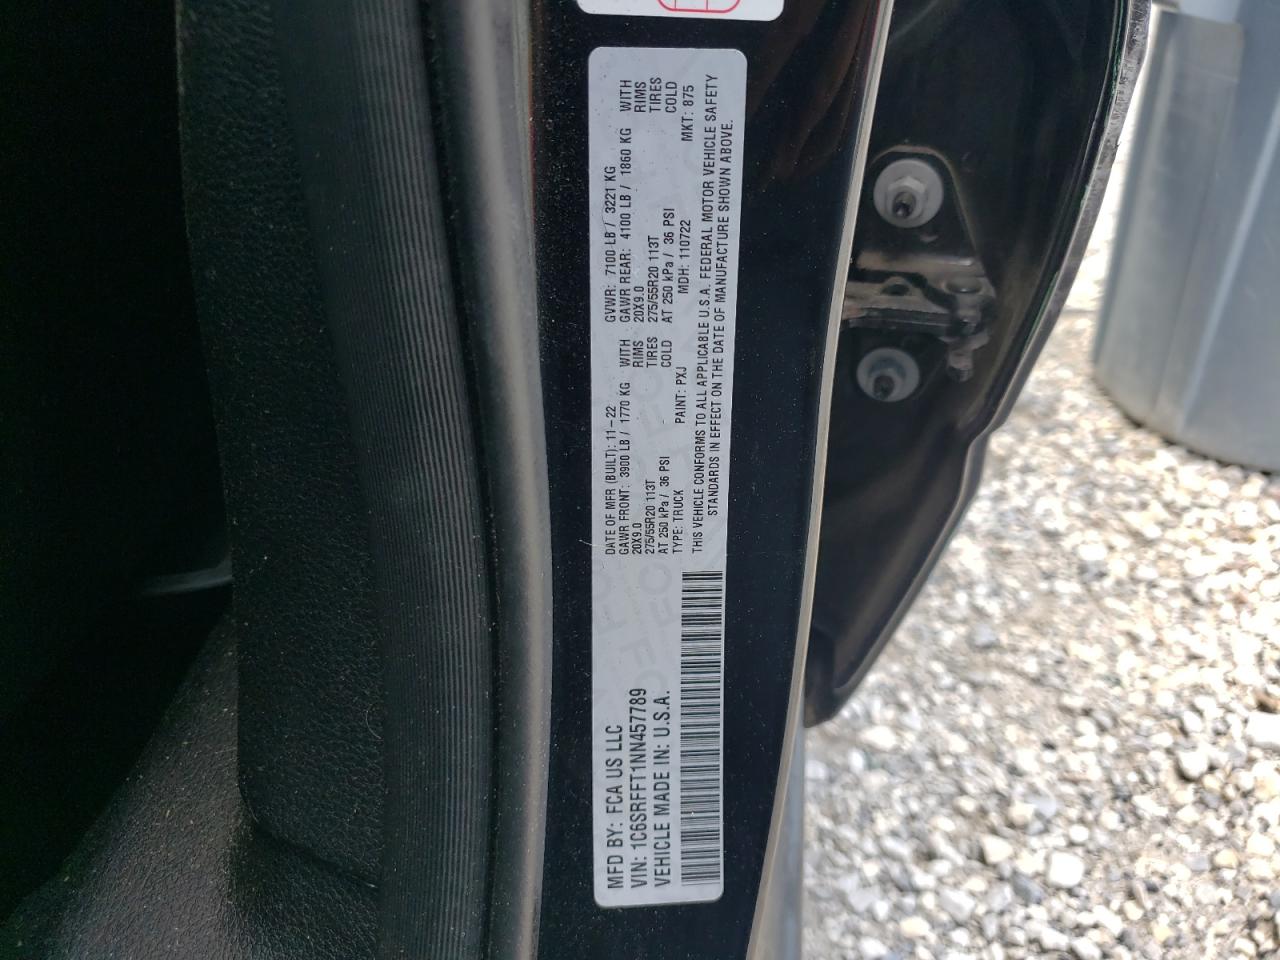 MFD BY: FCA US LLC
VIN: 1C6SRFFT1NN457789
VEHICLE MADE IN: U.S.A.
DATE OF MFR (BUILT): 11-22 GVWR: 7100 LB / 3221 KG
GAWR FRONT: 3900 LB / 1770 KG WITH GAWR REAR: 4100 LB / 1860 KG WITH
20X9.0 RIMS 20X9.0 RIMS
275/55R20 113T TIRES 275/55R20 113T TIRES
AT 250 kPa / 36 PSI COLD AT 250 kPa / 36 PSI COLD
TYPE: TRUCK PAINT: PXJ MDH: 110722 MKT: 875
THIS VEHICLE CONFORMS TO ALL APPLICABLE U.S.A. FEDERAL MOTOR VEHICLE SAFETY
STANDARDS IN EFFECT ON THE DATE OF MANUFACTURE SHOWN ABOVE.